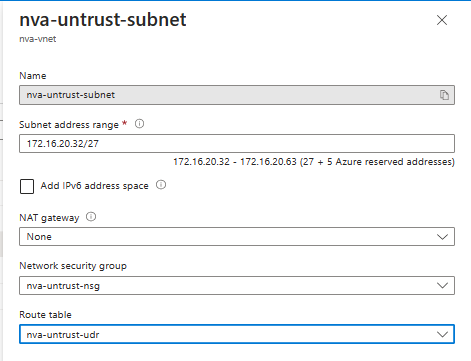 nva-untrust-subnet
nva-vnet
Name
nva-untrust-subnet
Subnet address range *
172.16.20.32/27
172.16.20.32 - 172.16.20.63 (27 + 5 Azure reserved addresses)
Add IPv6 address space
NAT gateway
None
Network security group
nva-untrust-nsg
Route table
nva-untrust-udr